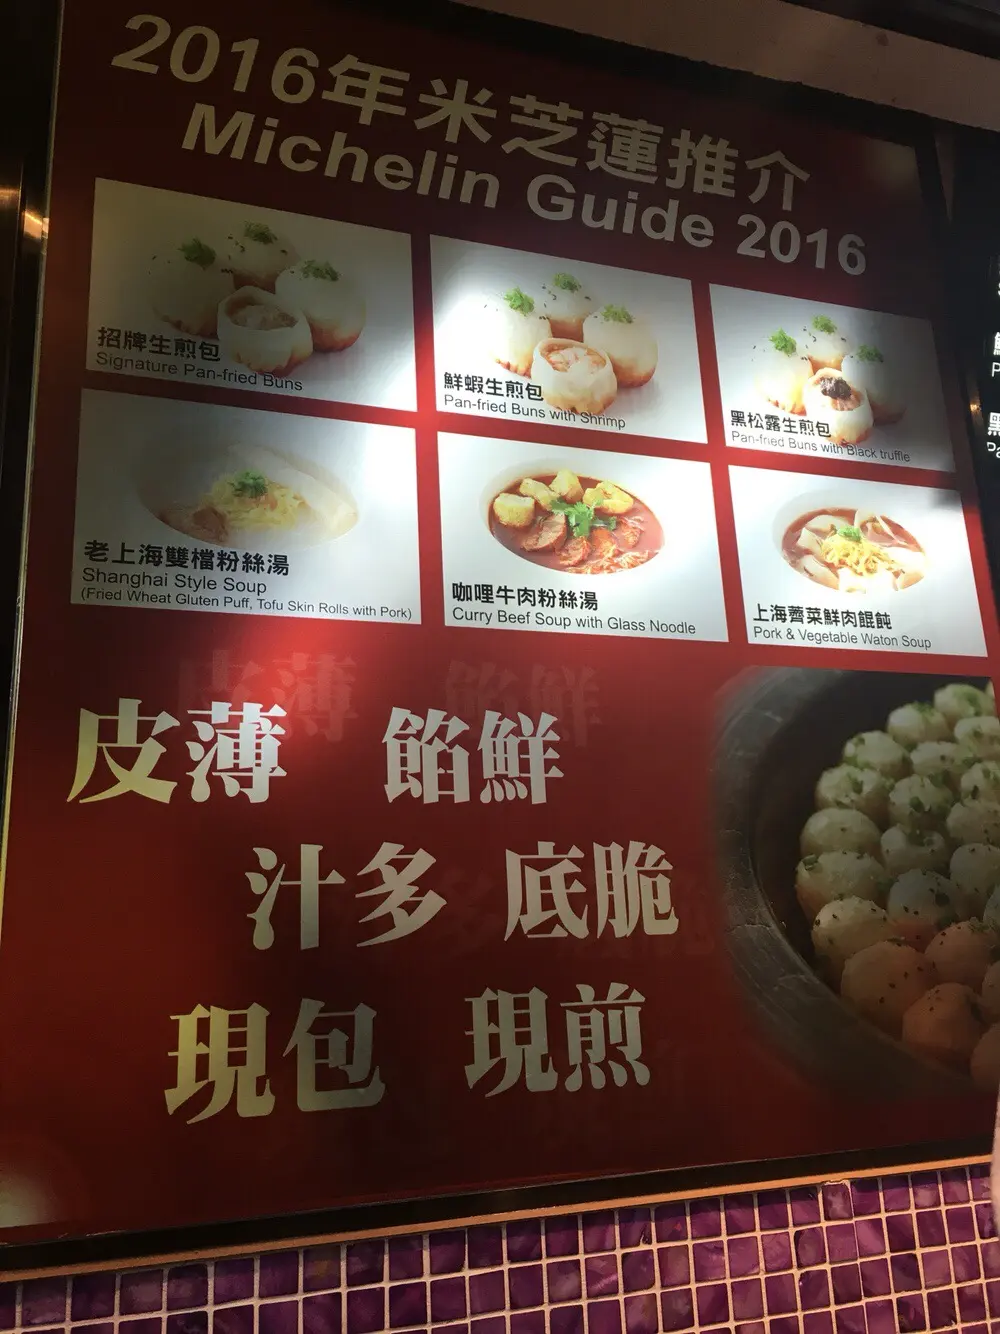 2016年米芝蓮推介
Michelin Guide 2016
招牌生煎包
Signature Pan-fried Buns
鮮蝦生煎包
Pan-fried Buns with Shrimp
黑松露生煎包
Pan-fried Buns with Black truffle
老上海雙檔粉絲湯
Shanghai Style Soup
(Fried Wheat Gluten Puff, Tofu Skin Rolls with Pork)
咖哩牛肉粉絲湯
Curry Beef Soup with Glass Noodle
上海薺菜鮮肉餛飩
Pork & Vegetable Waton Soup
皮薄 餡鮮
汁多 底脆
現包 現煎